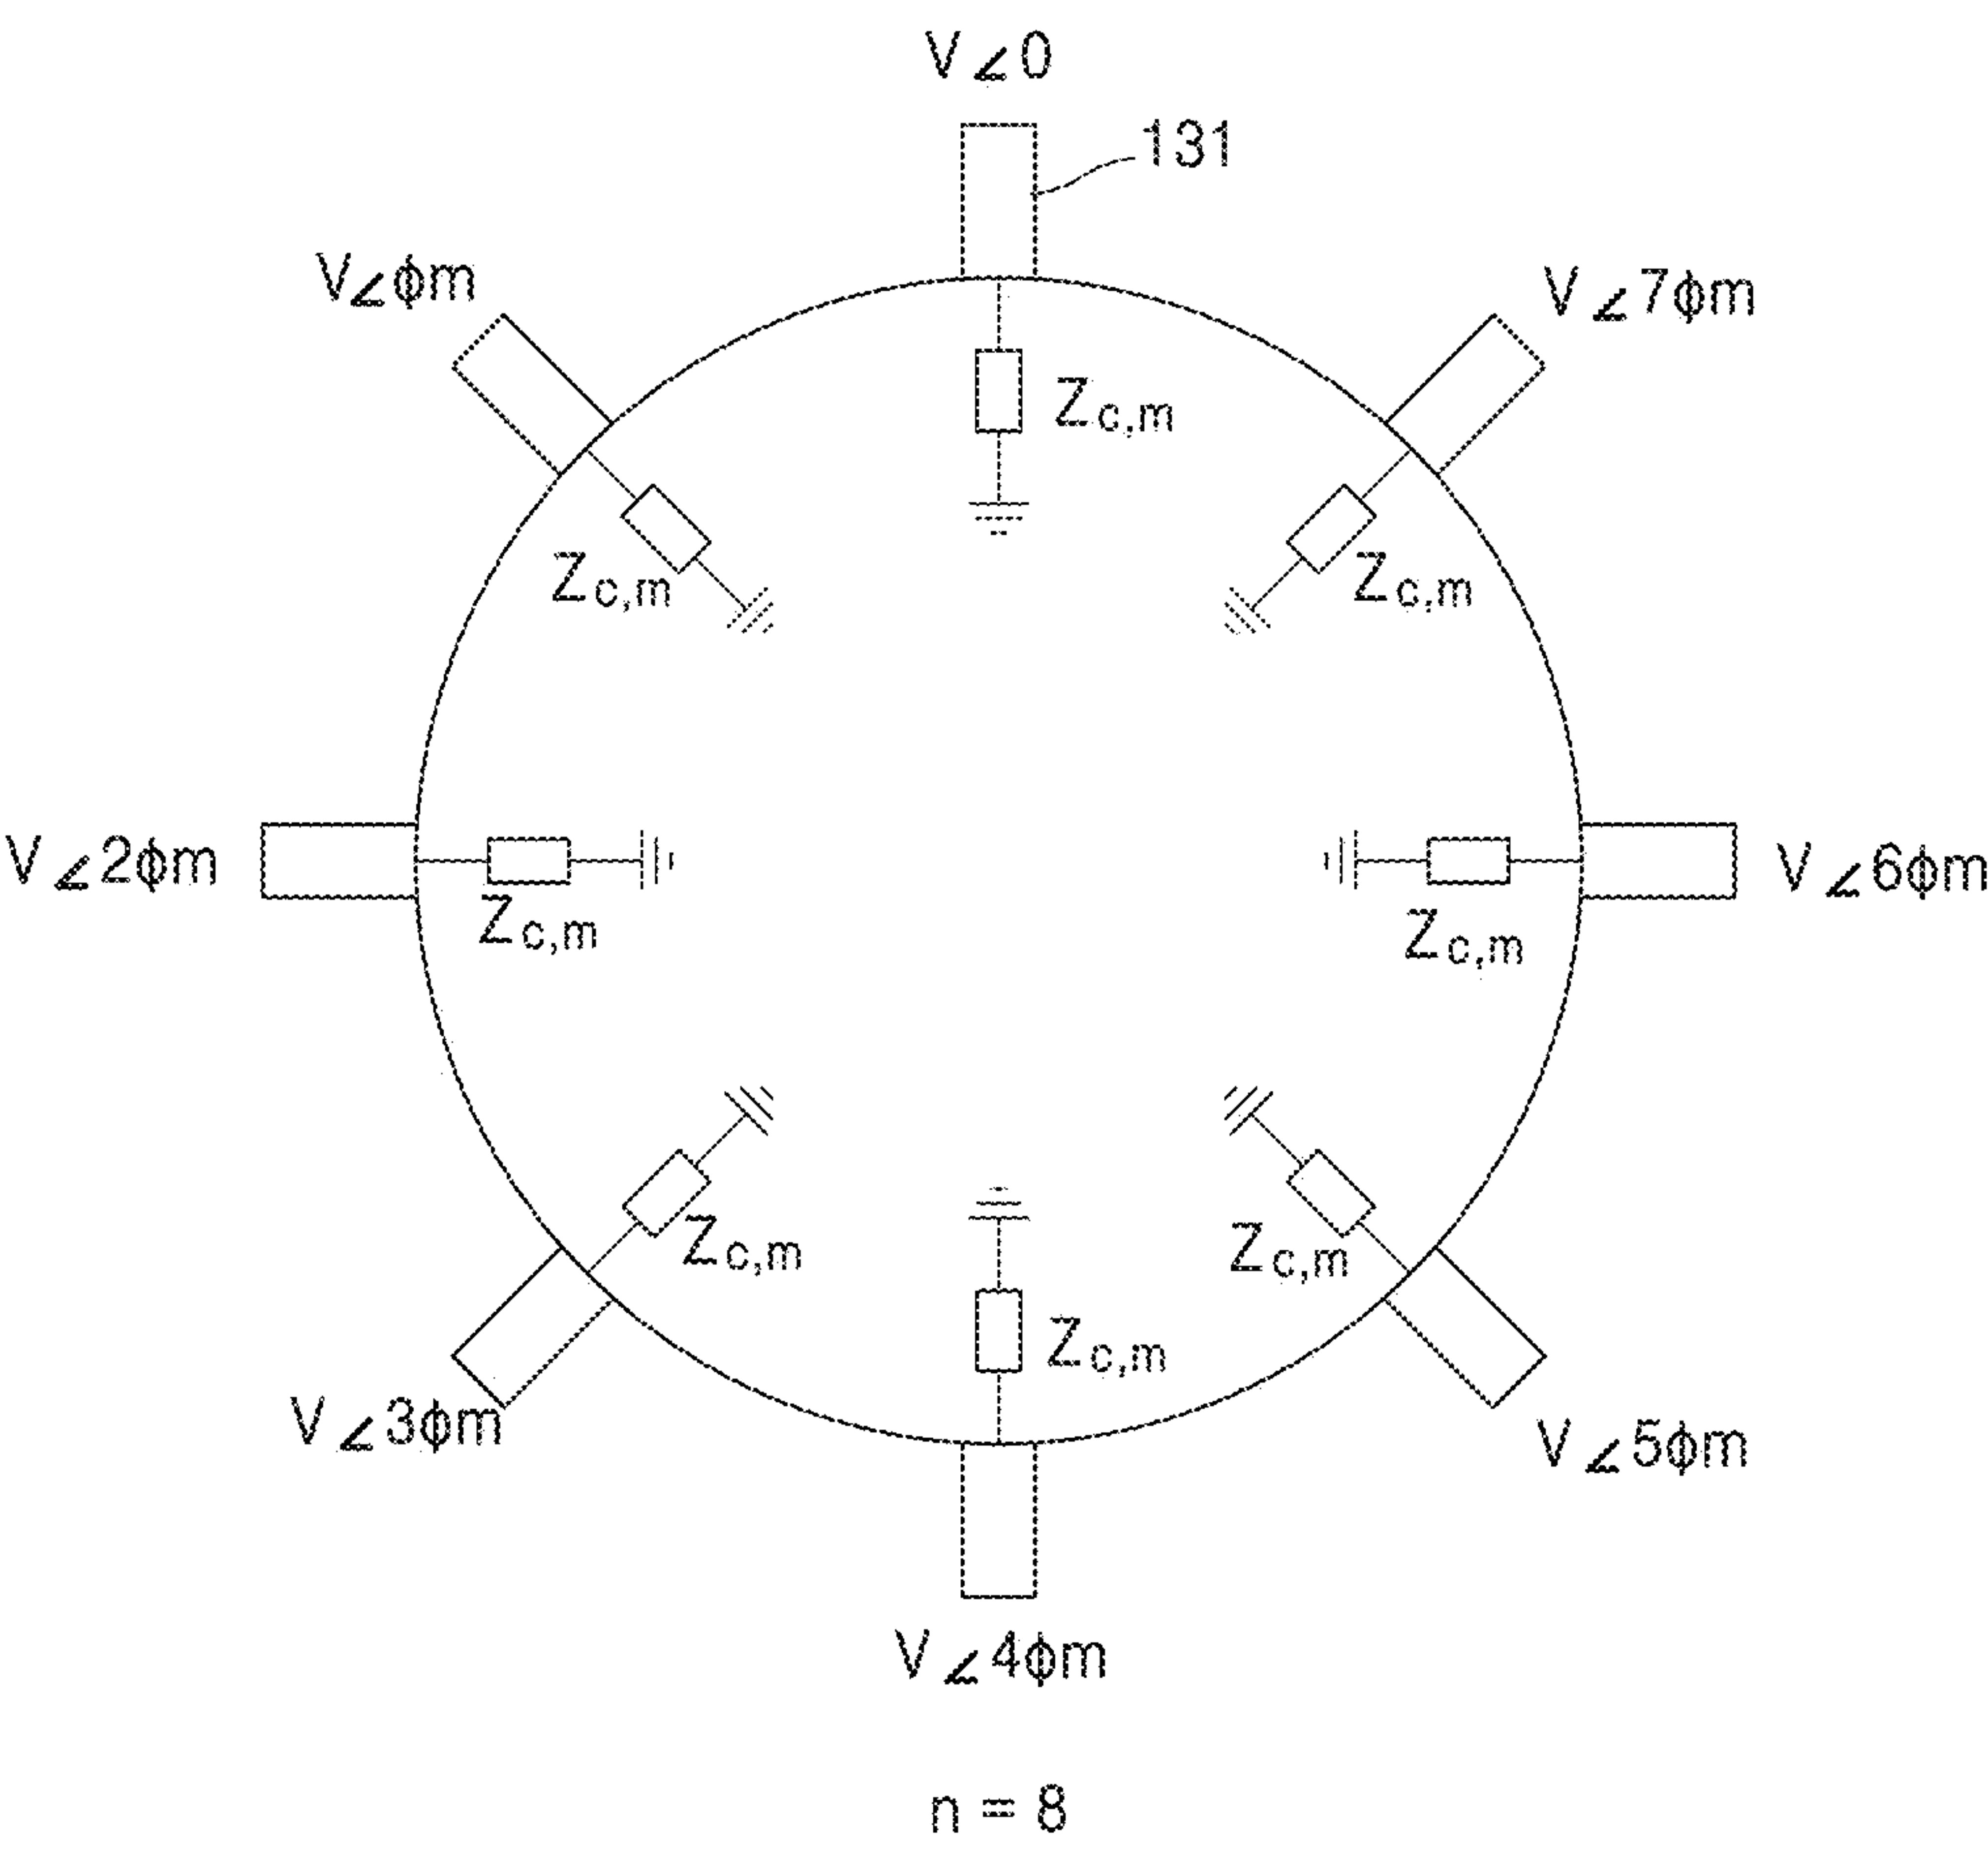 V∠0
131
V∠ϕm
V∠7ϕm
Zc,m
Zc,m
Zc,m
V∠2ϕm
Zc,m
Zc,m
V∠6ϕm
Zc,m
Zc,m
Zc,m
V∠3ϕm
V∠5ϕm
V∠4ϕm
n = 8